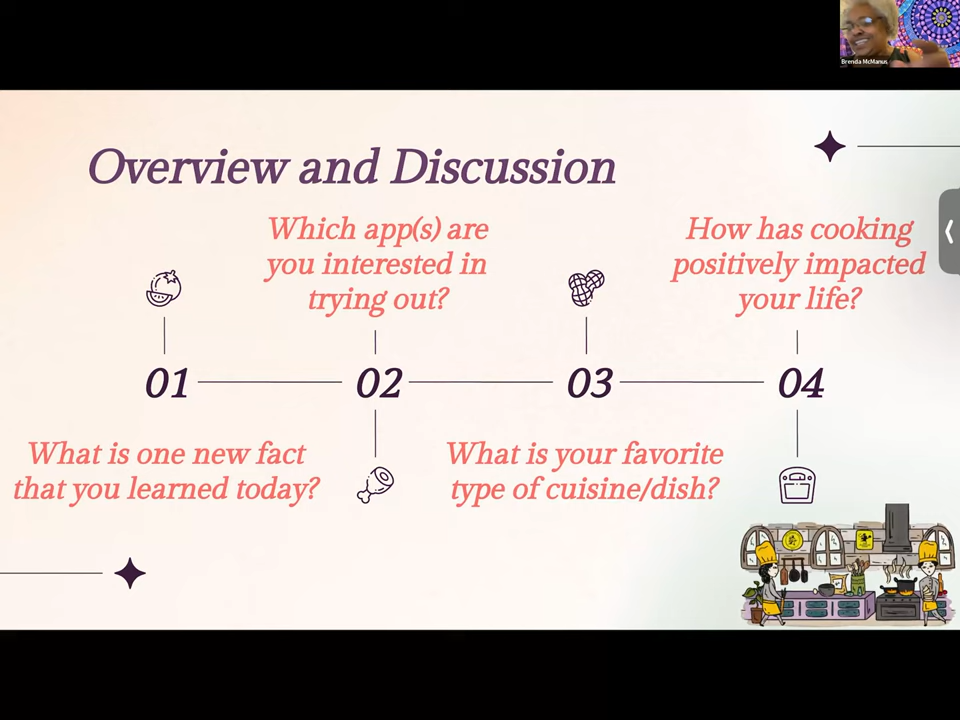 Brenda McManus
Overview and Discussion
Which app(s) are
you interested in
trying out?
How has cooking
positively impacted
your life?
01
02
03
04
What is one new fact
that you learned today?
What is your favorite
type of cuisine/dish?